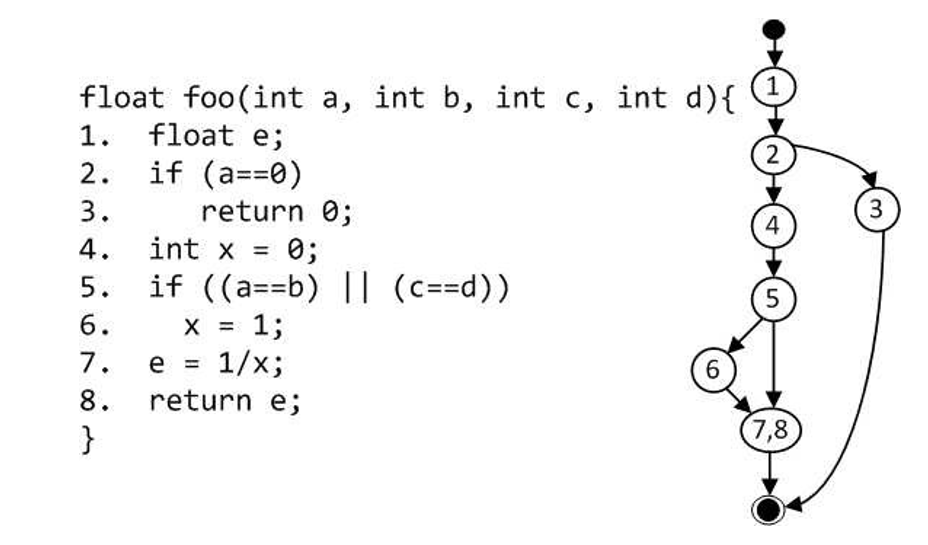 float foo(int a, int b, int c, int d){
1. float e;
2. if (a==0)
3. return 0;
4. int x = 0;
5. if ((a==b) || (c==d))
6. x = 1;
7. e = 1/x;
8. return e;
}
1
2
3
4
5
6
7,8